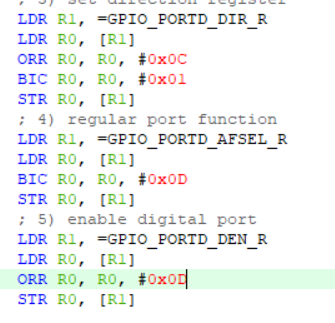 ; 3) set direction register
LDR R1, =GPIO_PORTD_DIR_R
LDR R0, [R1]
ORR R0, R0, #0x0C
BIC R0, R0, #0x01
STR R0, [R1]
; 4) regular port function
LDR R1, =GPIO_PORTD_AFSEL_R
LDR R0, [R1]
BIC R0, R0, #0x0D
STR R0, [R1]
; 5) enable digital port
LDR R1, =GPIO_PORTD_DEN_R
LDR R0, [R1]
ORR R0, R0, #0x0D
STR R0, [R1]